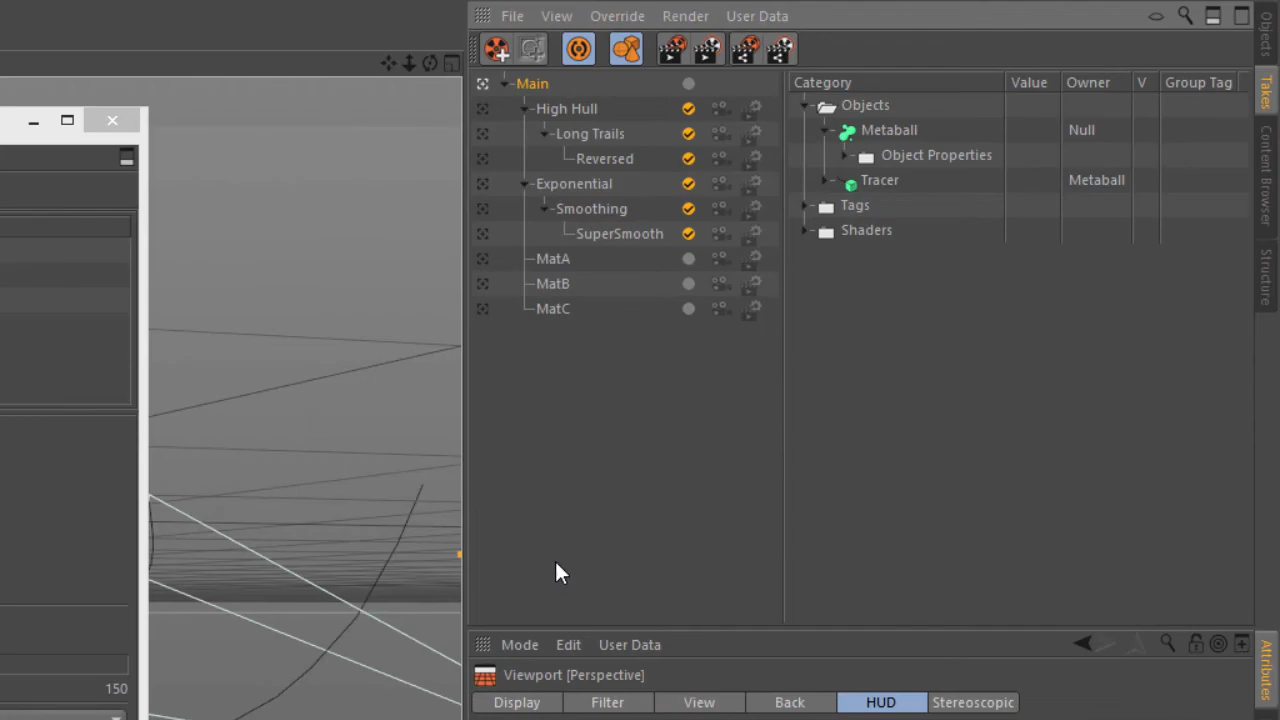 File View Override Render User Data
Main
High Hull
Long Trails
Reversed
Exponential
Smoothing
SuperSmooth
MatA
MatB
MatC
Category Value Owner V Group Tag
Objects
Metaball Null
Object Properties
Tracer Metaball
Tags
Shaders
Objects
Takes
Content Browser
Structure
150
Mode Edit User Data
Viewport [Perspective]
Display Filter View Back HUD Stereoscopic
Attributes